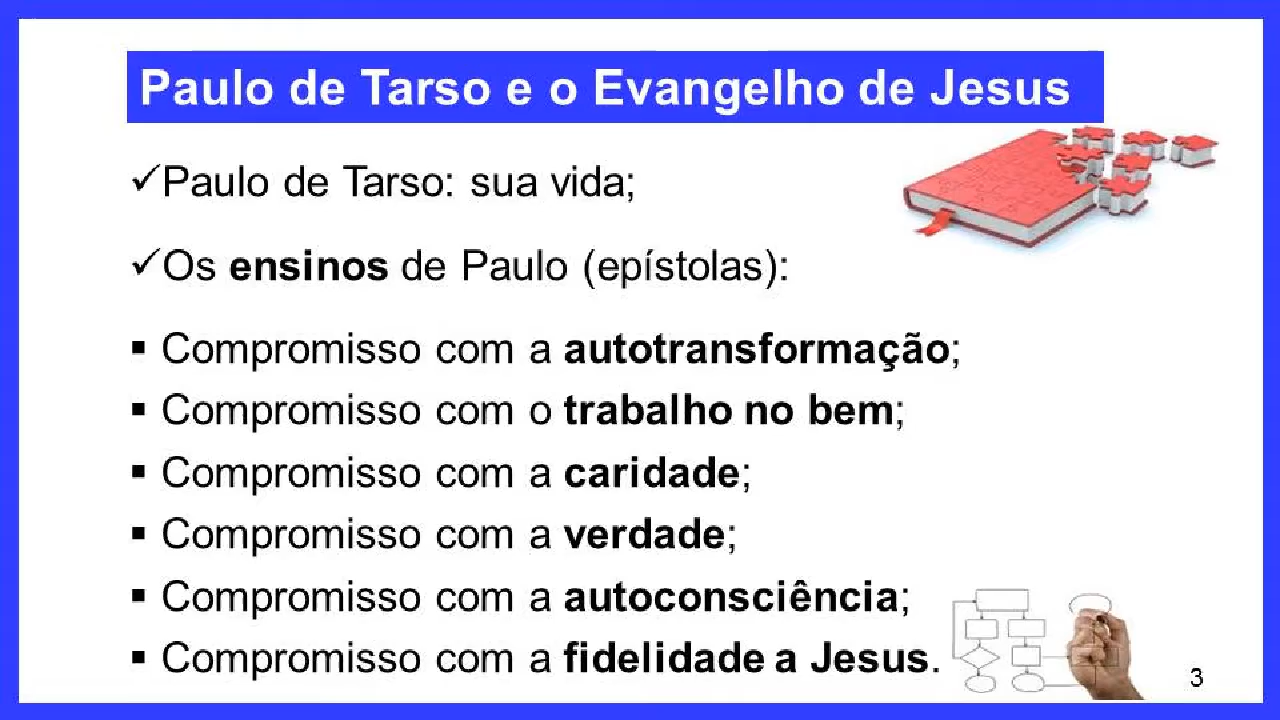 Paulo de Tarso e o Evangelho de Jesus
✓Paulo de Tarso: sua vida;
✓Os ensinos de Paulo (epístolas):
▪ Compromisso com a autotransformação;
▪ Compromisso com o trabalho no bem;
▪ Compromisso com a caridade;
▪ Compromisso com a verdade;
▪ Compromisso com a autoconsciência;
▪ Compromisso com a fidelidade a Jesus.
3